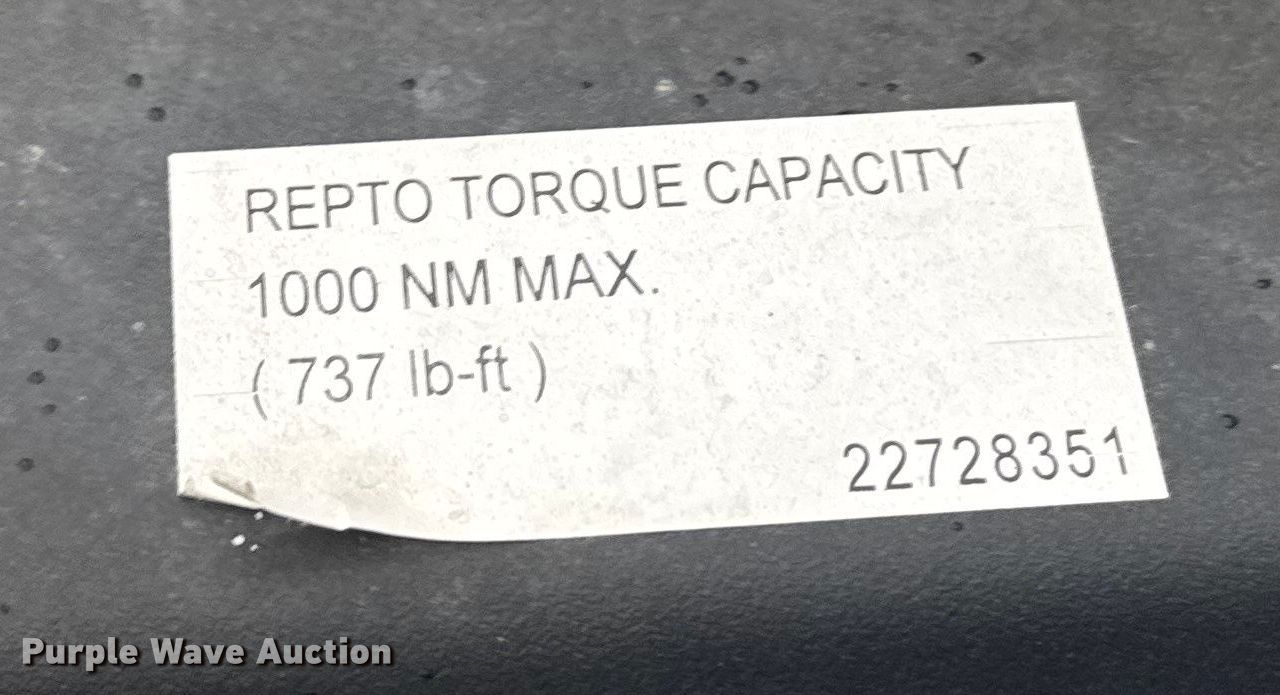 REPTO TORQUE CAPACITY
1000 NM MAX.
( 737 lb-ft )
22728351
Purple Wave Auction